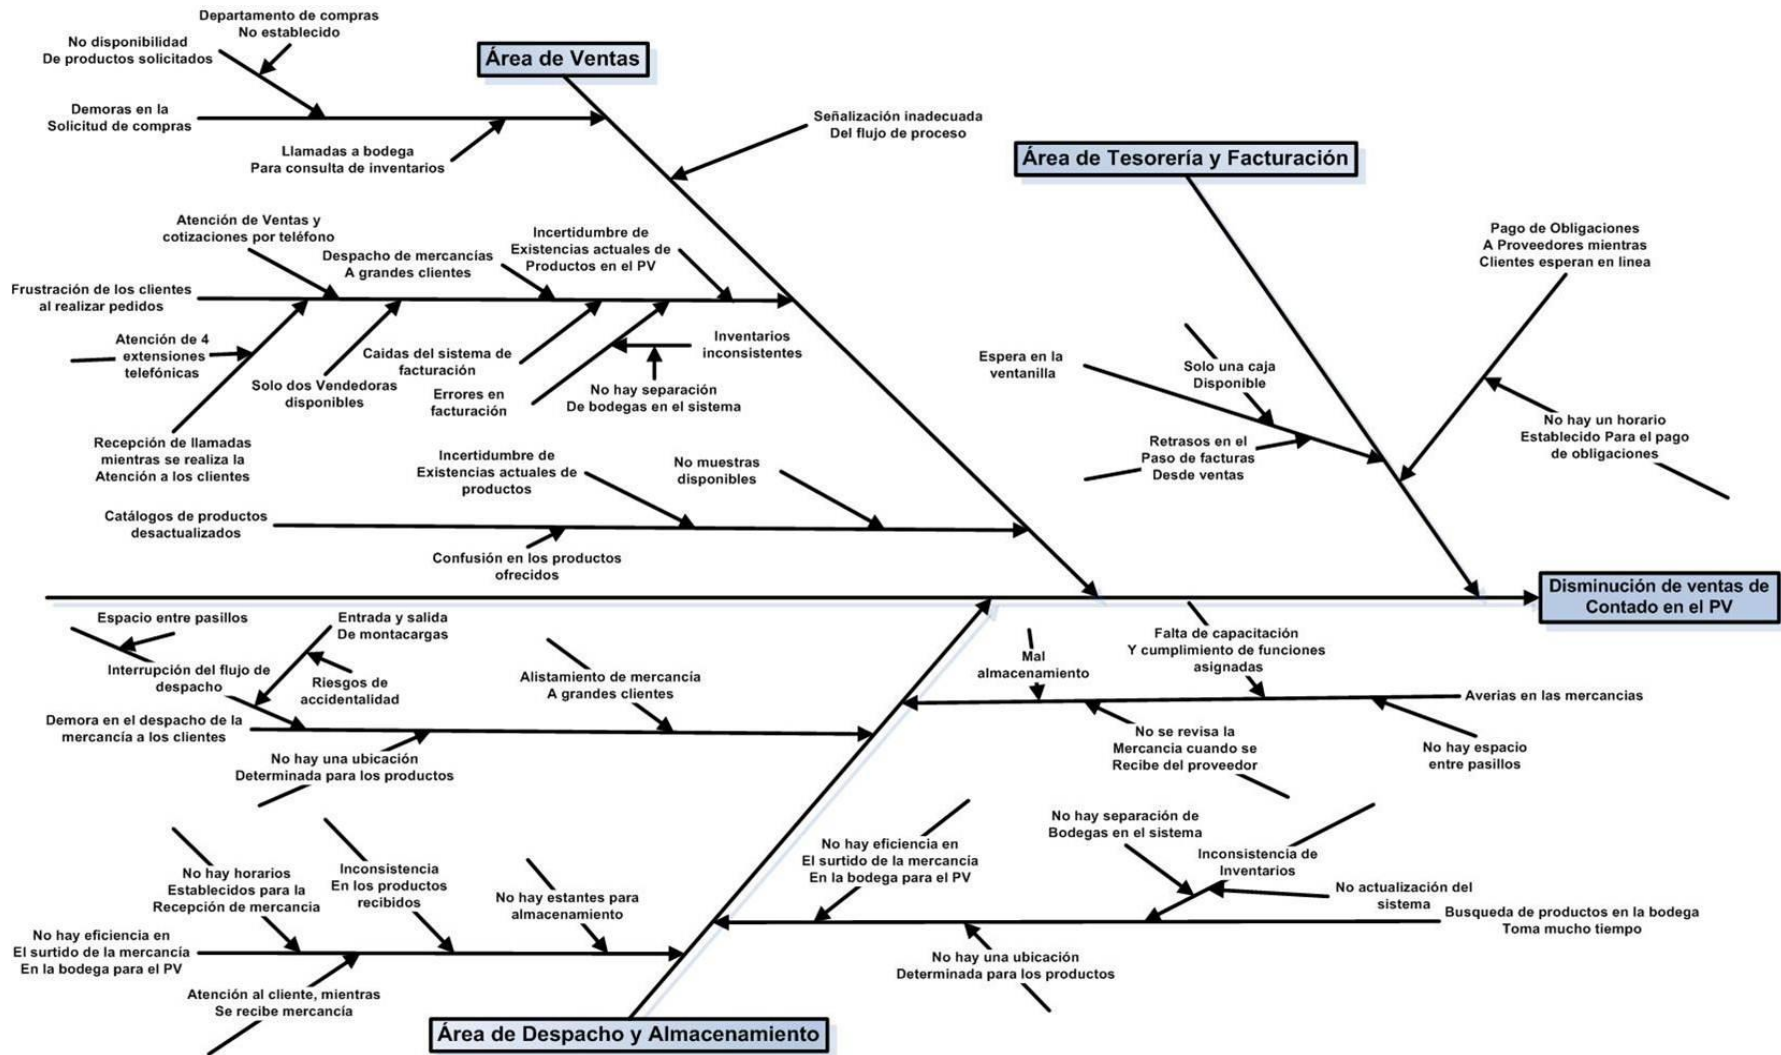 Departamento de compras
No establecido
No disponibilidad
De productos solicitados
Área de Ventas
Demoras en la
Solicitud de compras
Llamadas a bodega
Para consulta de inventarios
Señalización inadecuada
Del flujo de proceso
Área de Tesorería y Facturación
Atención de Ventas y
cotizaciones por teléfono
Despacho de mercancías
A grandes clientes
Incertidumbre de
Existencias actuales de
Productos en el PV
Pago de Obligaciones
A Proveedores mientras
Clientes esperan en linea
Frustración de los clientes
al realizar pedidos
Atención de 4
extensiones
telefónicas
Solo dos Vendedoras
disponibles
Caidas del sistema de
facturación
Errores en
facturación
Inventarios
inconsistentes
No hay separación
De bodegas en el sistema
Espera en la
ventanilla
Solo una caja
Disponible
Retrasos en el
Paso de facturas
Desde ventas
No hay un horario
Establecido Para el pago
de obligaciones
Recepción de llamadas
mientras se realiza la
Atención a los clientes
Incertidumbre de
Existencias actuales de
productos
No muestras
disponibles
Catálogos de productos
desactualizados
Confusión en los productos
ofrecidos
Disminución de ventas de
Contado en el PV
Espacio entre pasillos
Entrada y salida
De montacargas
Interrupción del flujo de
despacho
Riesgos de
accidentalidad
Alistamiento de mercancía
A grandes clientes
Demora en el despacho de la
mercancía a los clientes
No hay una ubicación
Determinada para los productos
Mal
almacenamiento
Falta de capacitación
Y cumplimiento de funciones
asignadas
Averias en las mercancias
No se revisa la
Mercancia cuando se
Recibe del proveedor
No hay espacio
entre pasillos
No hay horarios
Establecidos para la
Recepción de mercancia
Inconsistencia
En los productos
recibidos
No hay estantes para
almacenamiento
No hay eficiencia en
El surtido de la mercancía
En la bodega para el PV
Atención al cliente, mientras
Se recibe mercancía
No hay eficiencia en
El surtido de la mercancía
En la bodega para el PV
No hay separación de
Bodegas en el sistema
Inconsistencia de
Inventarios
No actualización del
sistema
Busqueda de productos en la bodega
Toma mucho tiempo
No hay una ubicación
Determinada para los productos
Área de Despacho y Almacenamiento